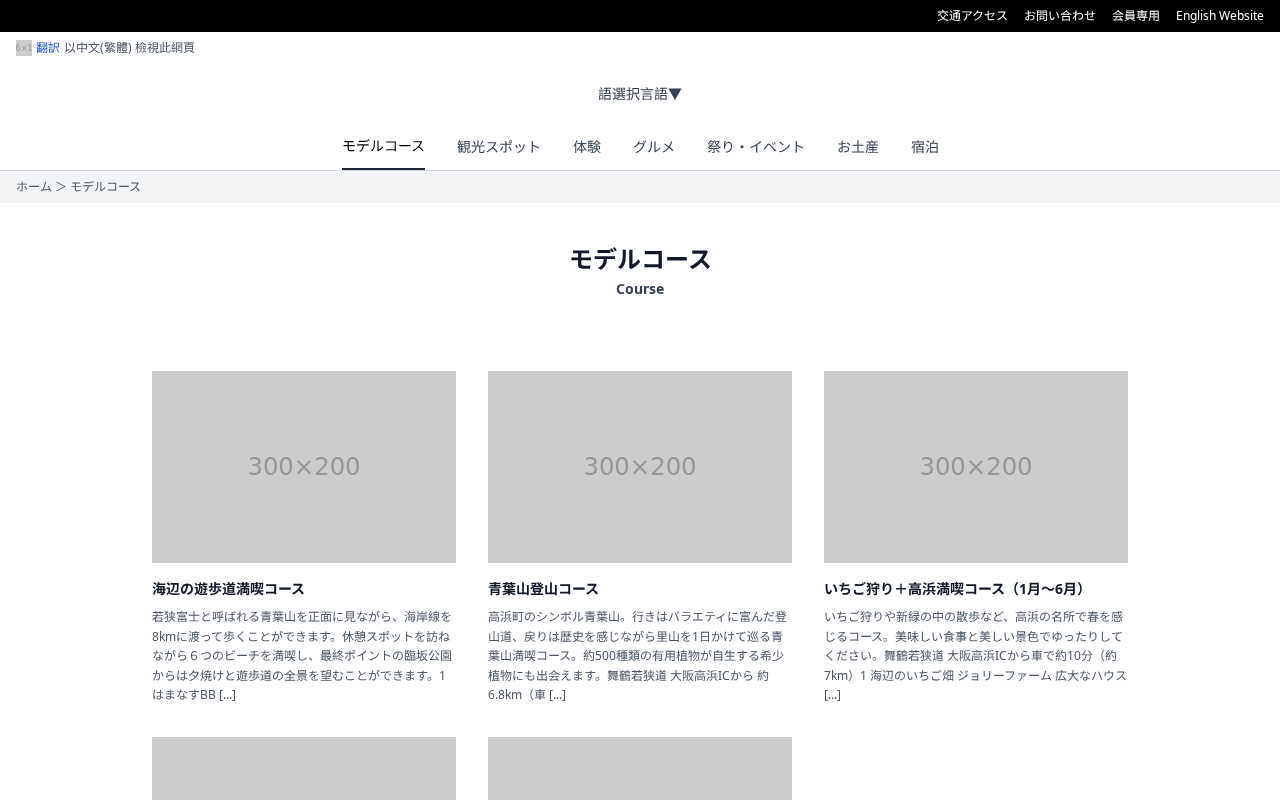 交通アクセス お問い合わせ 会員専用 English Website
翻訳 以中文(繁體) 檢視此網頁
語選択言語▼
モデルコース 観光スポット 体験 グルメ 祭り・イベント お土産 宿泊
ホーム ＞ モデルコース
モデルコース
Course
300×200 300×200 300×200
海辺の遊歩道満喫コース
若狭富士と呼ばれる青葉山を正面に見ながら、海岸線を
8kmに渡って歩くことができます。休憩スポットを訪ね
ながら６つのビーチを満喫し、最終ポイントの臨坂公園
からは夕焼けと遊歩道の全景を望むことができます。1
はまなすBB [...]
青葉山登山コース
高浜町のシンボル青葉山。行きはバラエティに富んだ登
山道、戻りは歴史を感じながら里山を1日かけて巡る青
葉山満喫コース。約500種類の有用植物が自生する希少
植物にも出会えます。舞鶴若狭道 大阪高浜ICから 約
6.8km（車 [...]
いちご狩り＋高浜満喫コース（1月〜6月）
いちご狩りや新緑の中の散歩など、高浜の名所で春を感
じるコース。美味しい食事と美しい景色でゆったりして
ください。舞鶴若狭道 大阪高浜ICから車で約10分（約
7km）1 海辺のいちご畑 ジョリーファーム 広大なハウス
[...]